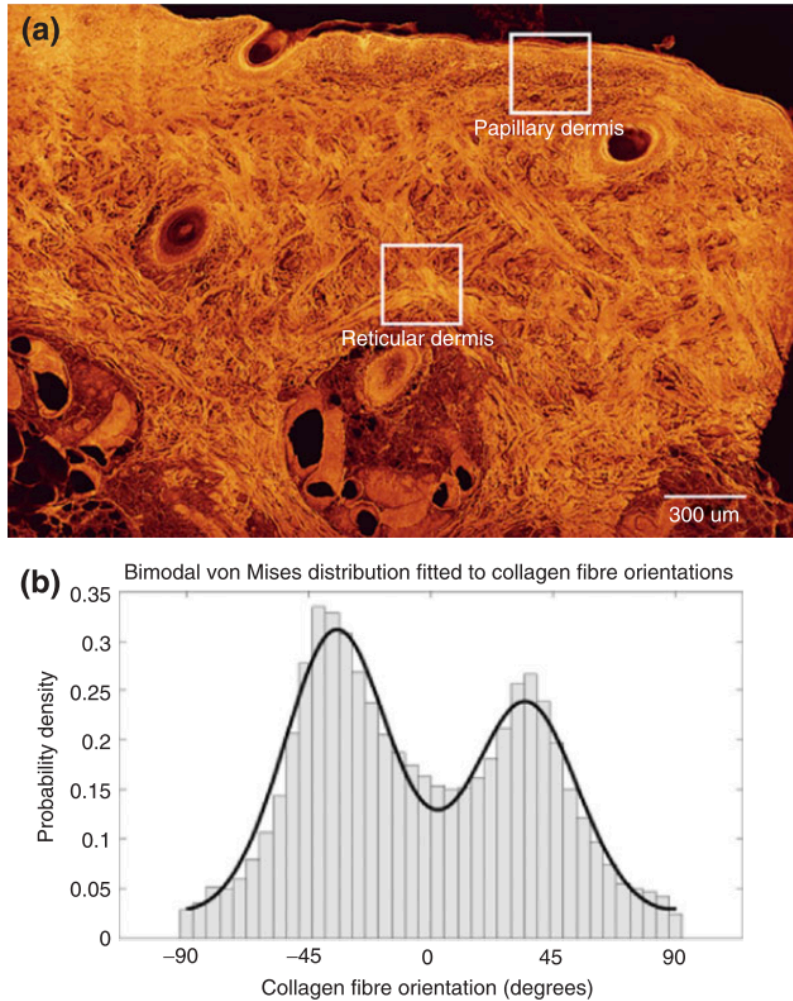 (a)
Papillary dermis
Reticular dermis
300 um
(b)
Bimodal von Mises distribution fitted to collagen fibre orientations
0.35
0.3
0.25
0.2
0.15
0.1
0.05
0
Probability density
−90
−45
0
45
90
Collagen fibre orientation (degrees)